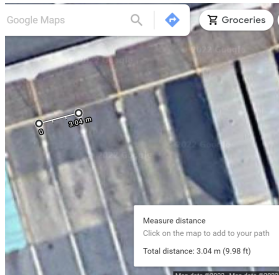 Google Maps
Groceries
0
3.04 m
Measure distance
Click on the map to add to your path
Total distance: 3.04 m (9.98 ft)